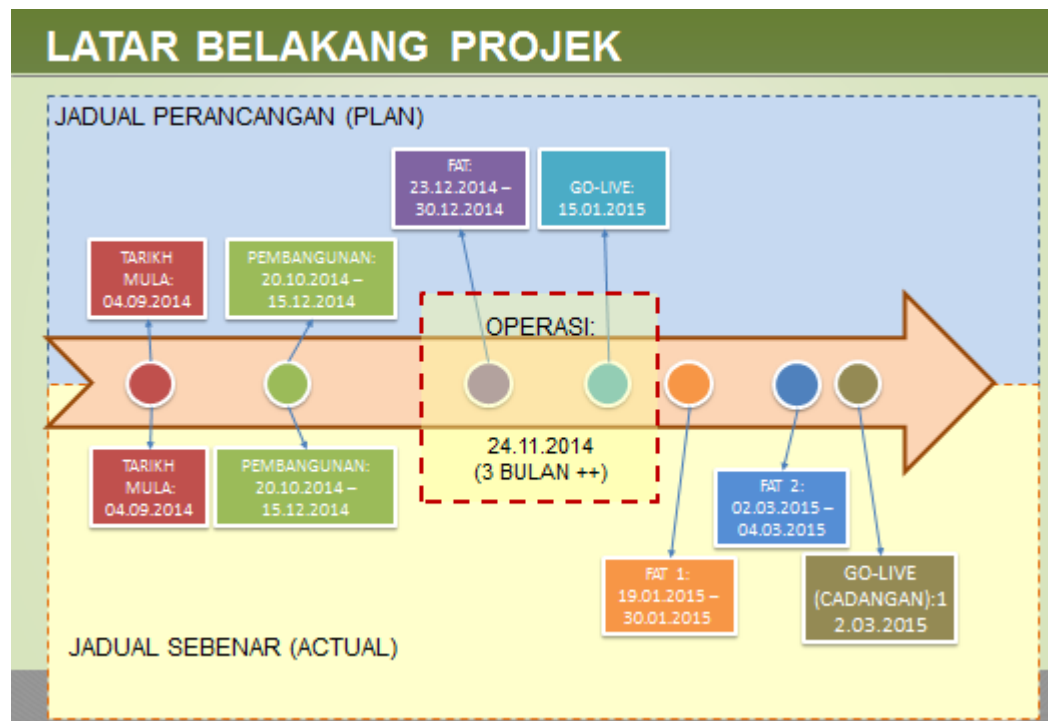 LATAR BELAKANG PROJEK
JADUAL PERANCANGAN (PLAN)
FAT:
23.12.2014 –
30.12.2014
GO-LIVE:
15.01.2015
TARIKH
MULA:
04.09.2014
PEMBANGUNAN:
20.10.2014 –
15.12.2014
OPERASI:
24.11.2014
(3 BULAN ++)
TARIKH
MULA:
04.09.2014
PEMBANGUNAN:
20.10.2014 –
15.12.2014
FAT 1:
19.01.2015 –
30.01.2015
FAT 2:
02.03.2015 –
04.03.2015
GO-LIVE
(CADANGAN):1
2.03.2015
JADUAL SEBENAR (ACTUAL)